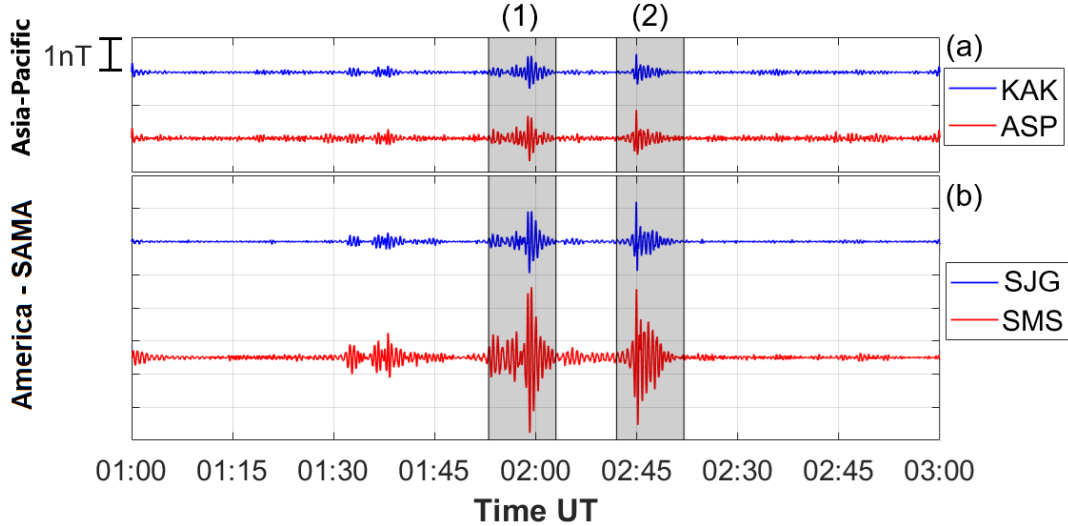 (1) (2)
Asia-Pacific
1nT
(a)
KAK
ASP
America - SAMA
(b)
SJG
SMS
01:00 01:15 01:30 01:45 02:00 02:45 02:30 02:45 03:00
Time UT